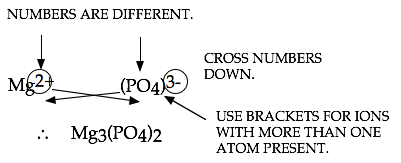 NUMBERS ARE DIFFERENT.
CROSS NUMBERS
DOWN.
Mg2+ (PO4)3-
USE BRACKETS FOR IONS
WITH MORE THAN ONE
ATOM PRESENT.
∴ Mg3(PO4)2